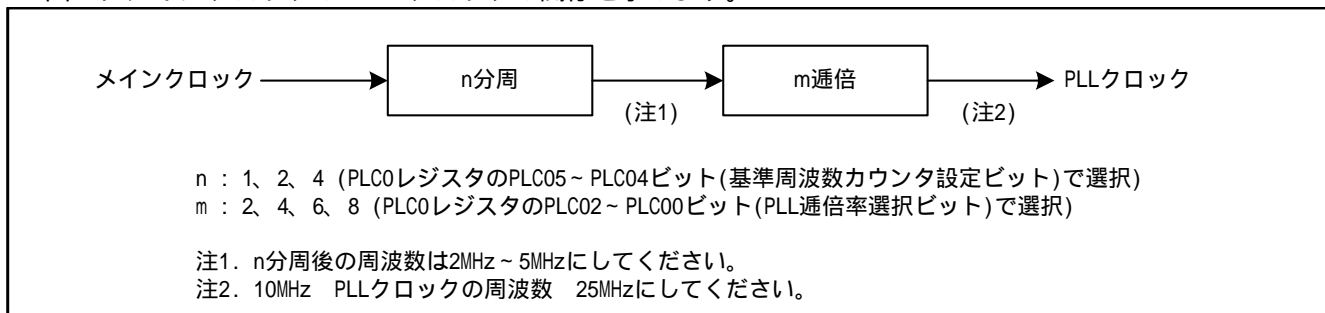 メインクロック n分周 (注1) m逓倍 (注2) PLLクロック
n : 1、2、4 (PLC0レジスタのPLC05~PLC04ビット(基準周波数カウンタ設定ビット)で選択)
m : 2、4、6、8 (PLC0レジスタのPLC02~PLC00ビット(PLL逓倍率選択ビット)で選択)
注1. n分周後の周波数は2MHz~5MHzにしてください。
注2. 10MHz PLLクロックの周波数 25MHzにしてください。